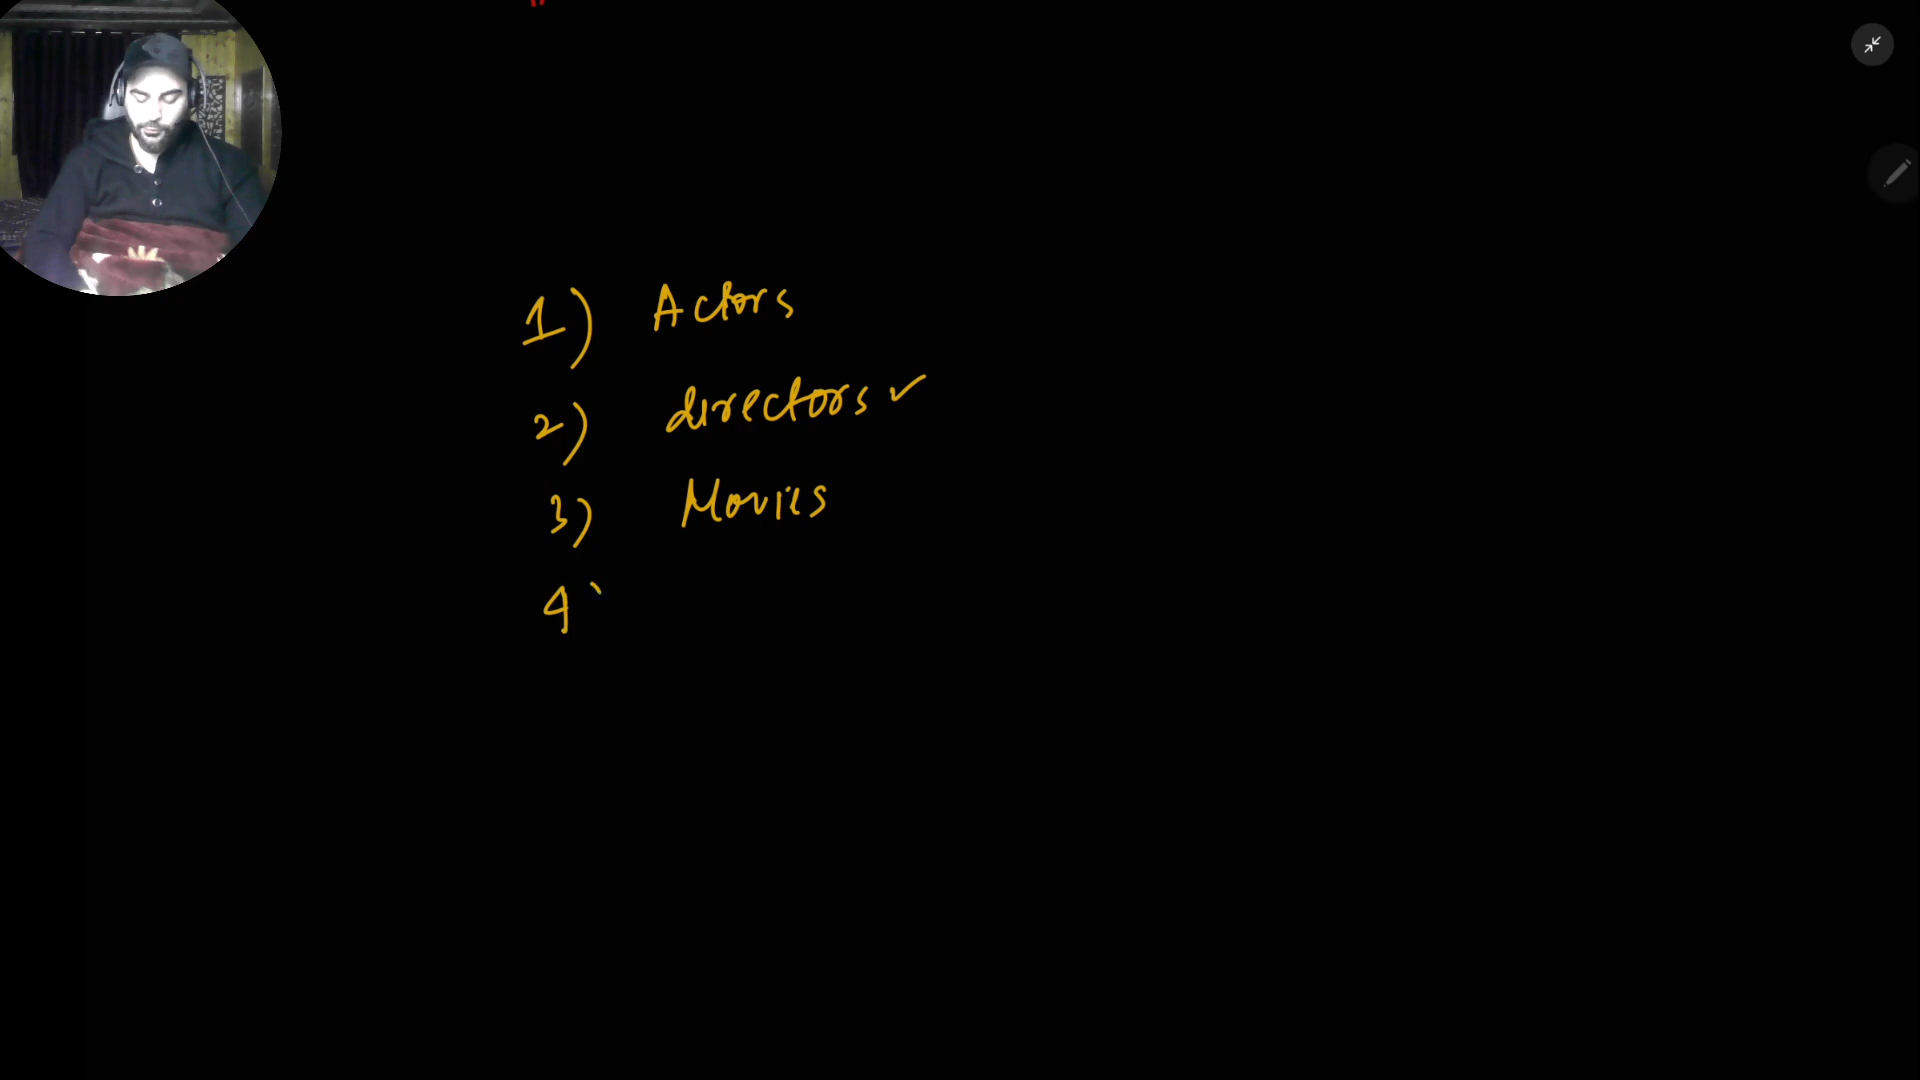 1) Actors
2) directors ✓
3) Movies
4